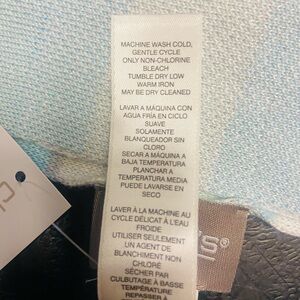 MACHINE WASH COLD,
GENTLE CYCLE
ONLY NON-CHLORINE
BLEACH
TUMBLE DRY LOW
WARM IRON
MAY BE DRY CLEANED
LAVAR A MÁQUINA CON
AGUA FRÍA EN CICLO
SUAVE
SOLAMENTE
BLANQUEADOR SIN
CLORO
SECAR A MÁQUINA A
BAJA TEMPERATURA
PLANCHAR A
TEMPERATURA MEDIA
PUEDE LAVARSE EN
SECO
LAVER À LA MACHINE AU
CYCLE DÉLICAT À L'EAU
FROIDE
UTILISER SEULEMENT
UN AGENT DE
BLANCHIMENT NON
CHLORÉ
SÉCHER PAR
CULBUTAGE À BASSE
TEMPÉRATURE
REPASSER À
'S®